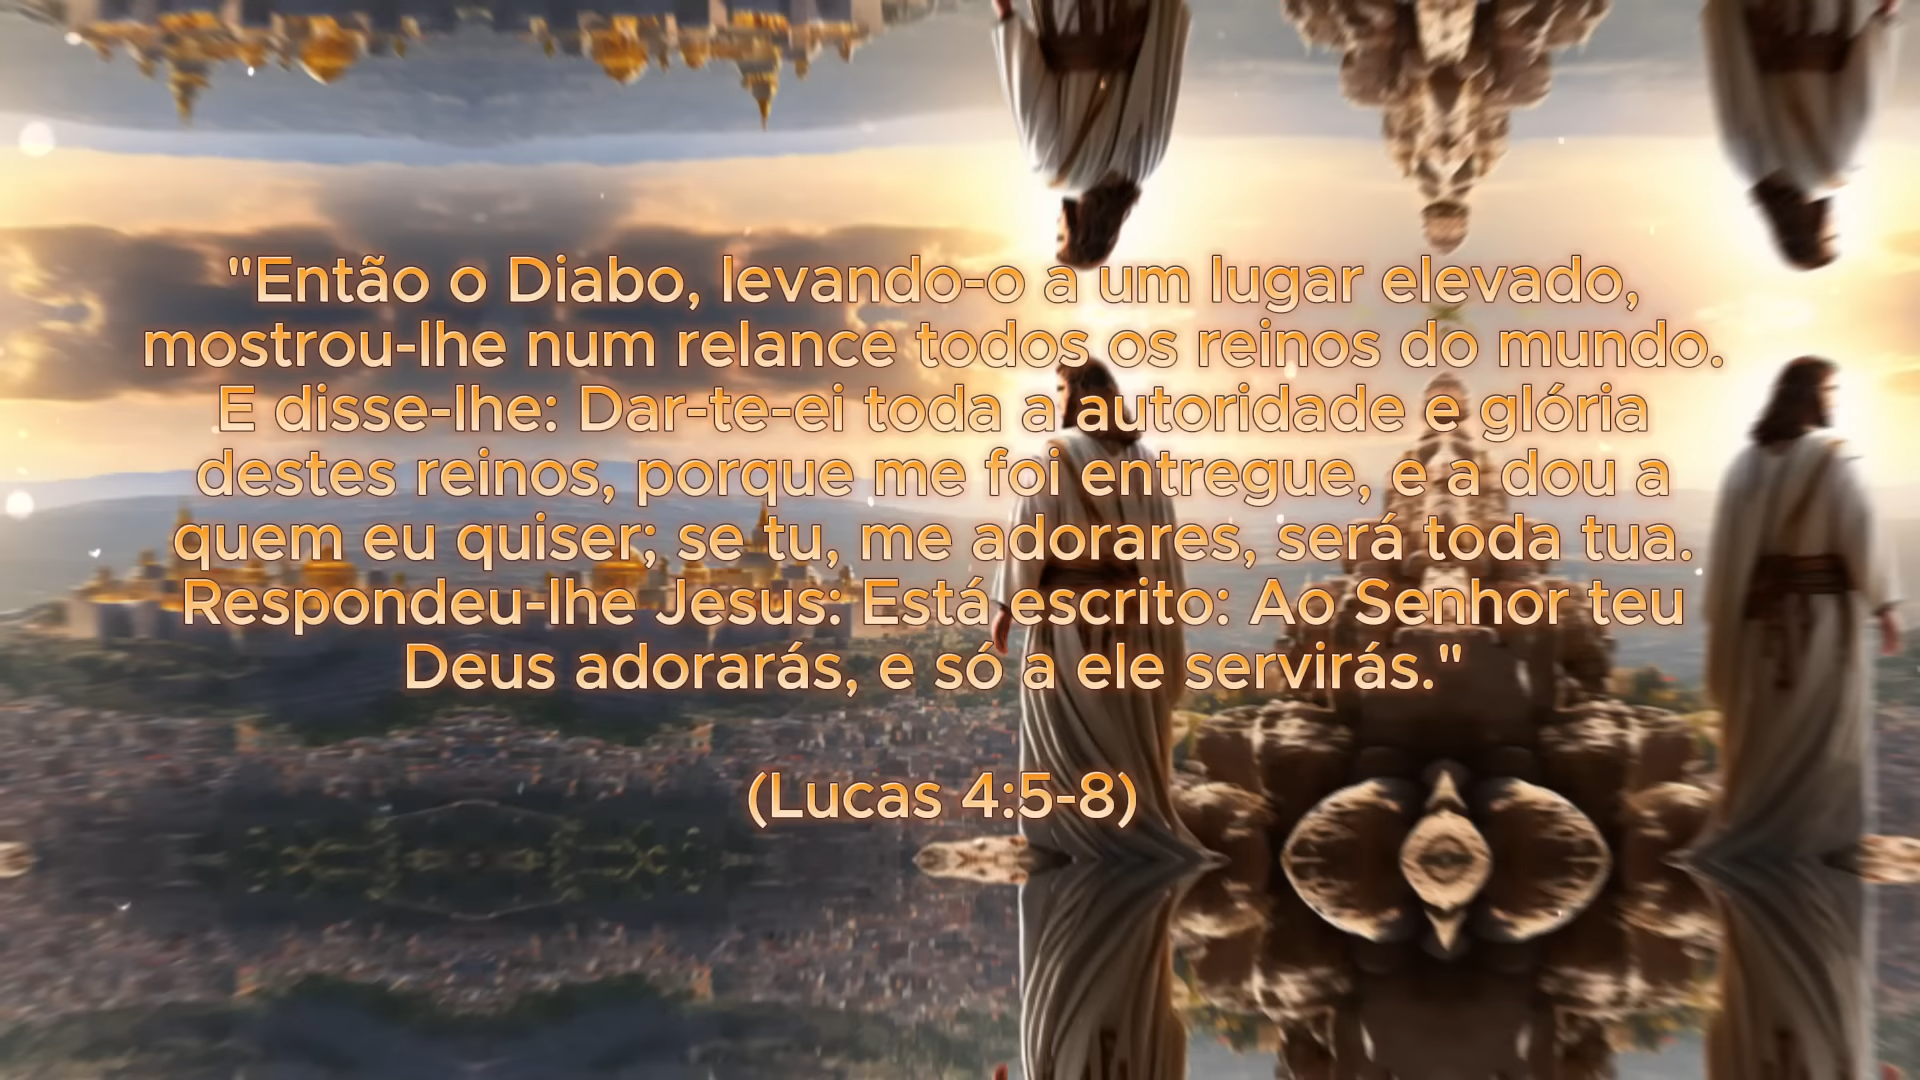 "Então o Diabo, levando-o a um lugar elevado,
mostrou-lhe num relance todos os reinos do mundo.
E disse-lhe: Dar-te-ei toda a autoridade e glória
destes reinos, porque me foi entregue, e a dou a
quem eu quiser; se tu, me adorares, será toda tua.
Respondeu-lhe Jesus: Está escrito: Ao Senhor teu
Deus adorarás, e só a ele servirás."
(Lucas 4:5-8)